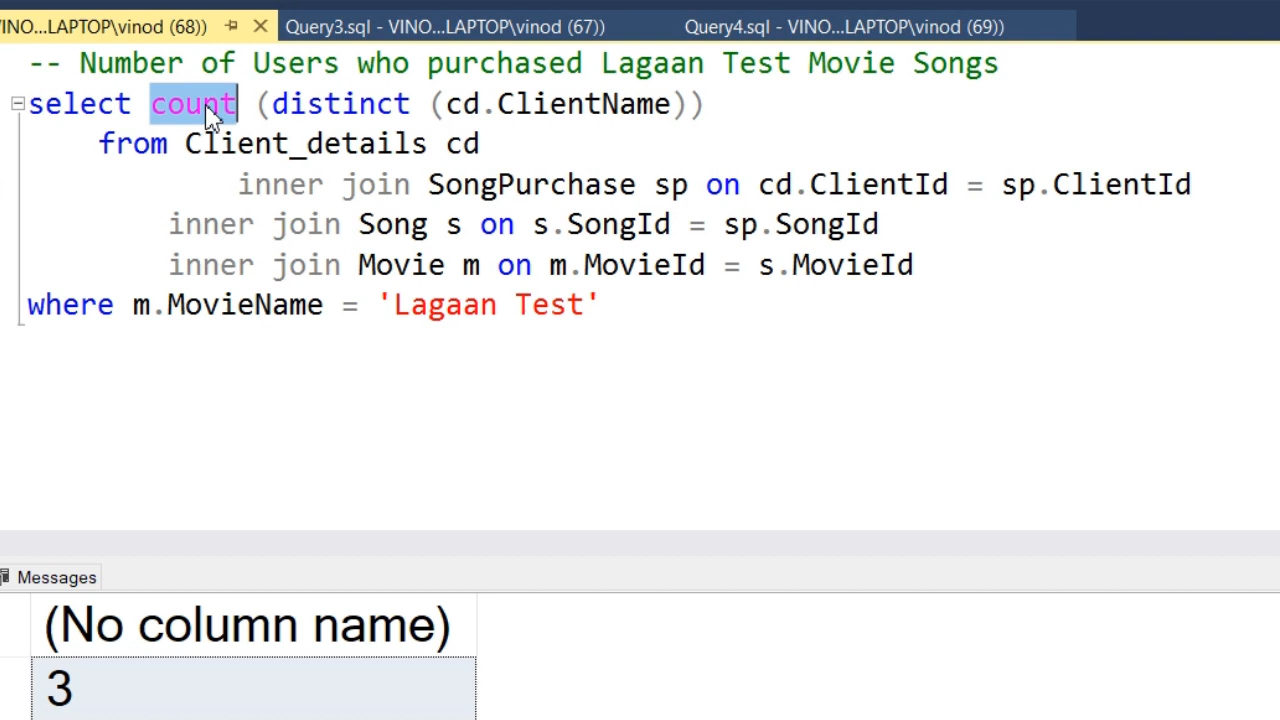 INO...LAPTOP\vinod (68)) Query3.sql - VINO...LAPTOP\vinod (67)) Query4.sql - VINO...LAPTOP\vinod (69))
-- Number of Users who purchased Lagaan Test Movie Songs
select count (distinct (cd.ClientName))
from Client_details cd
inner join SongPurchase sp on cd.ClientId = sp.ClientId
inner join Song s on s.SongId = sp.SongId
inner join Movie m on m.MovieId = s.MovieId
where m.MovieName = 'Lagaan Test'
Messages
(No column name)
3